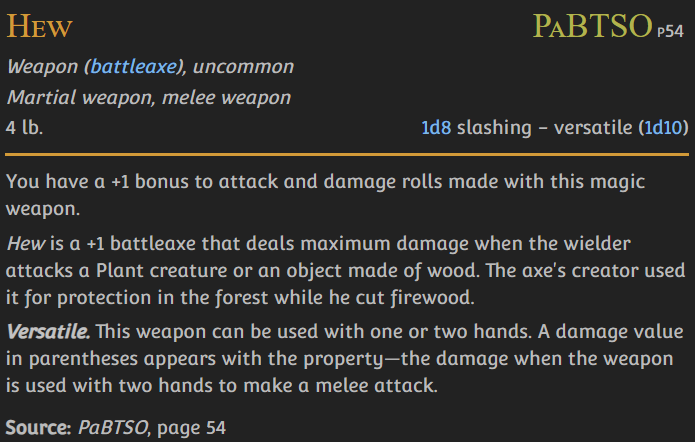 Hew PaBTSO p54
Weapon (battleaxe), uncommon
Martial weapon, melee weapon
4 lb. 1d8 slashing – versatile (1d10)
You have a +1 bonus to attack and damage rolls made with this magic
weapon.
Hew is a +1 battleaxe that deals maximum damage when the wielder
attacks a Plant creature or an object made of wood. The axe's creator used
it for protection in the forest while he cut firewood.
Versatile. This weapon can be used with one or two hands. A damage value
in parentheses appears with the property—the damage when the weapon
is used with two hands to make a melee attack.
Source: PaBTSO, page 54